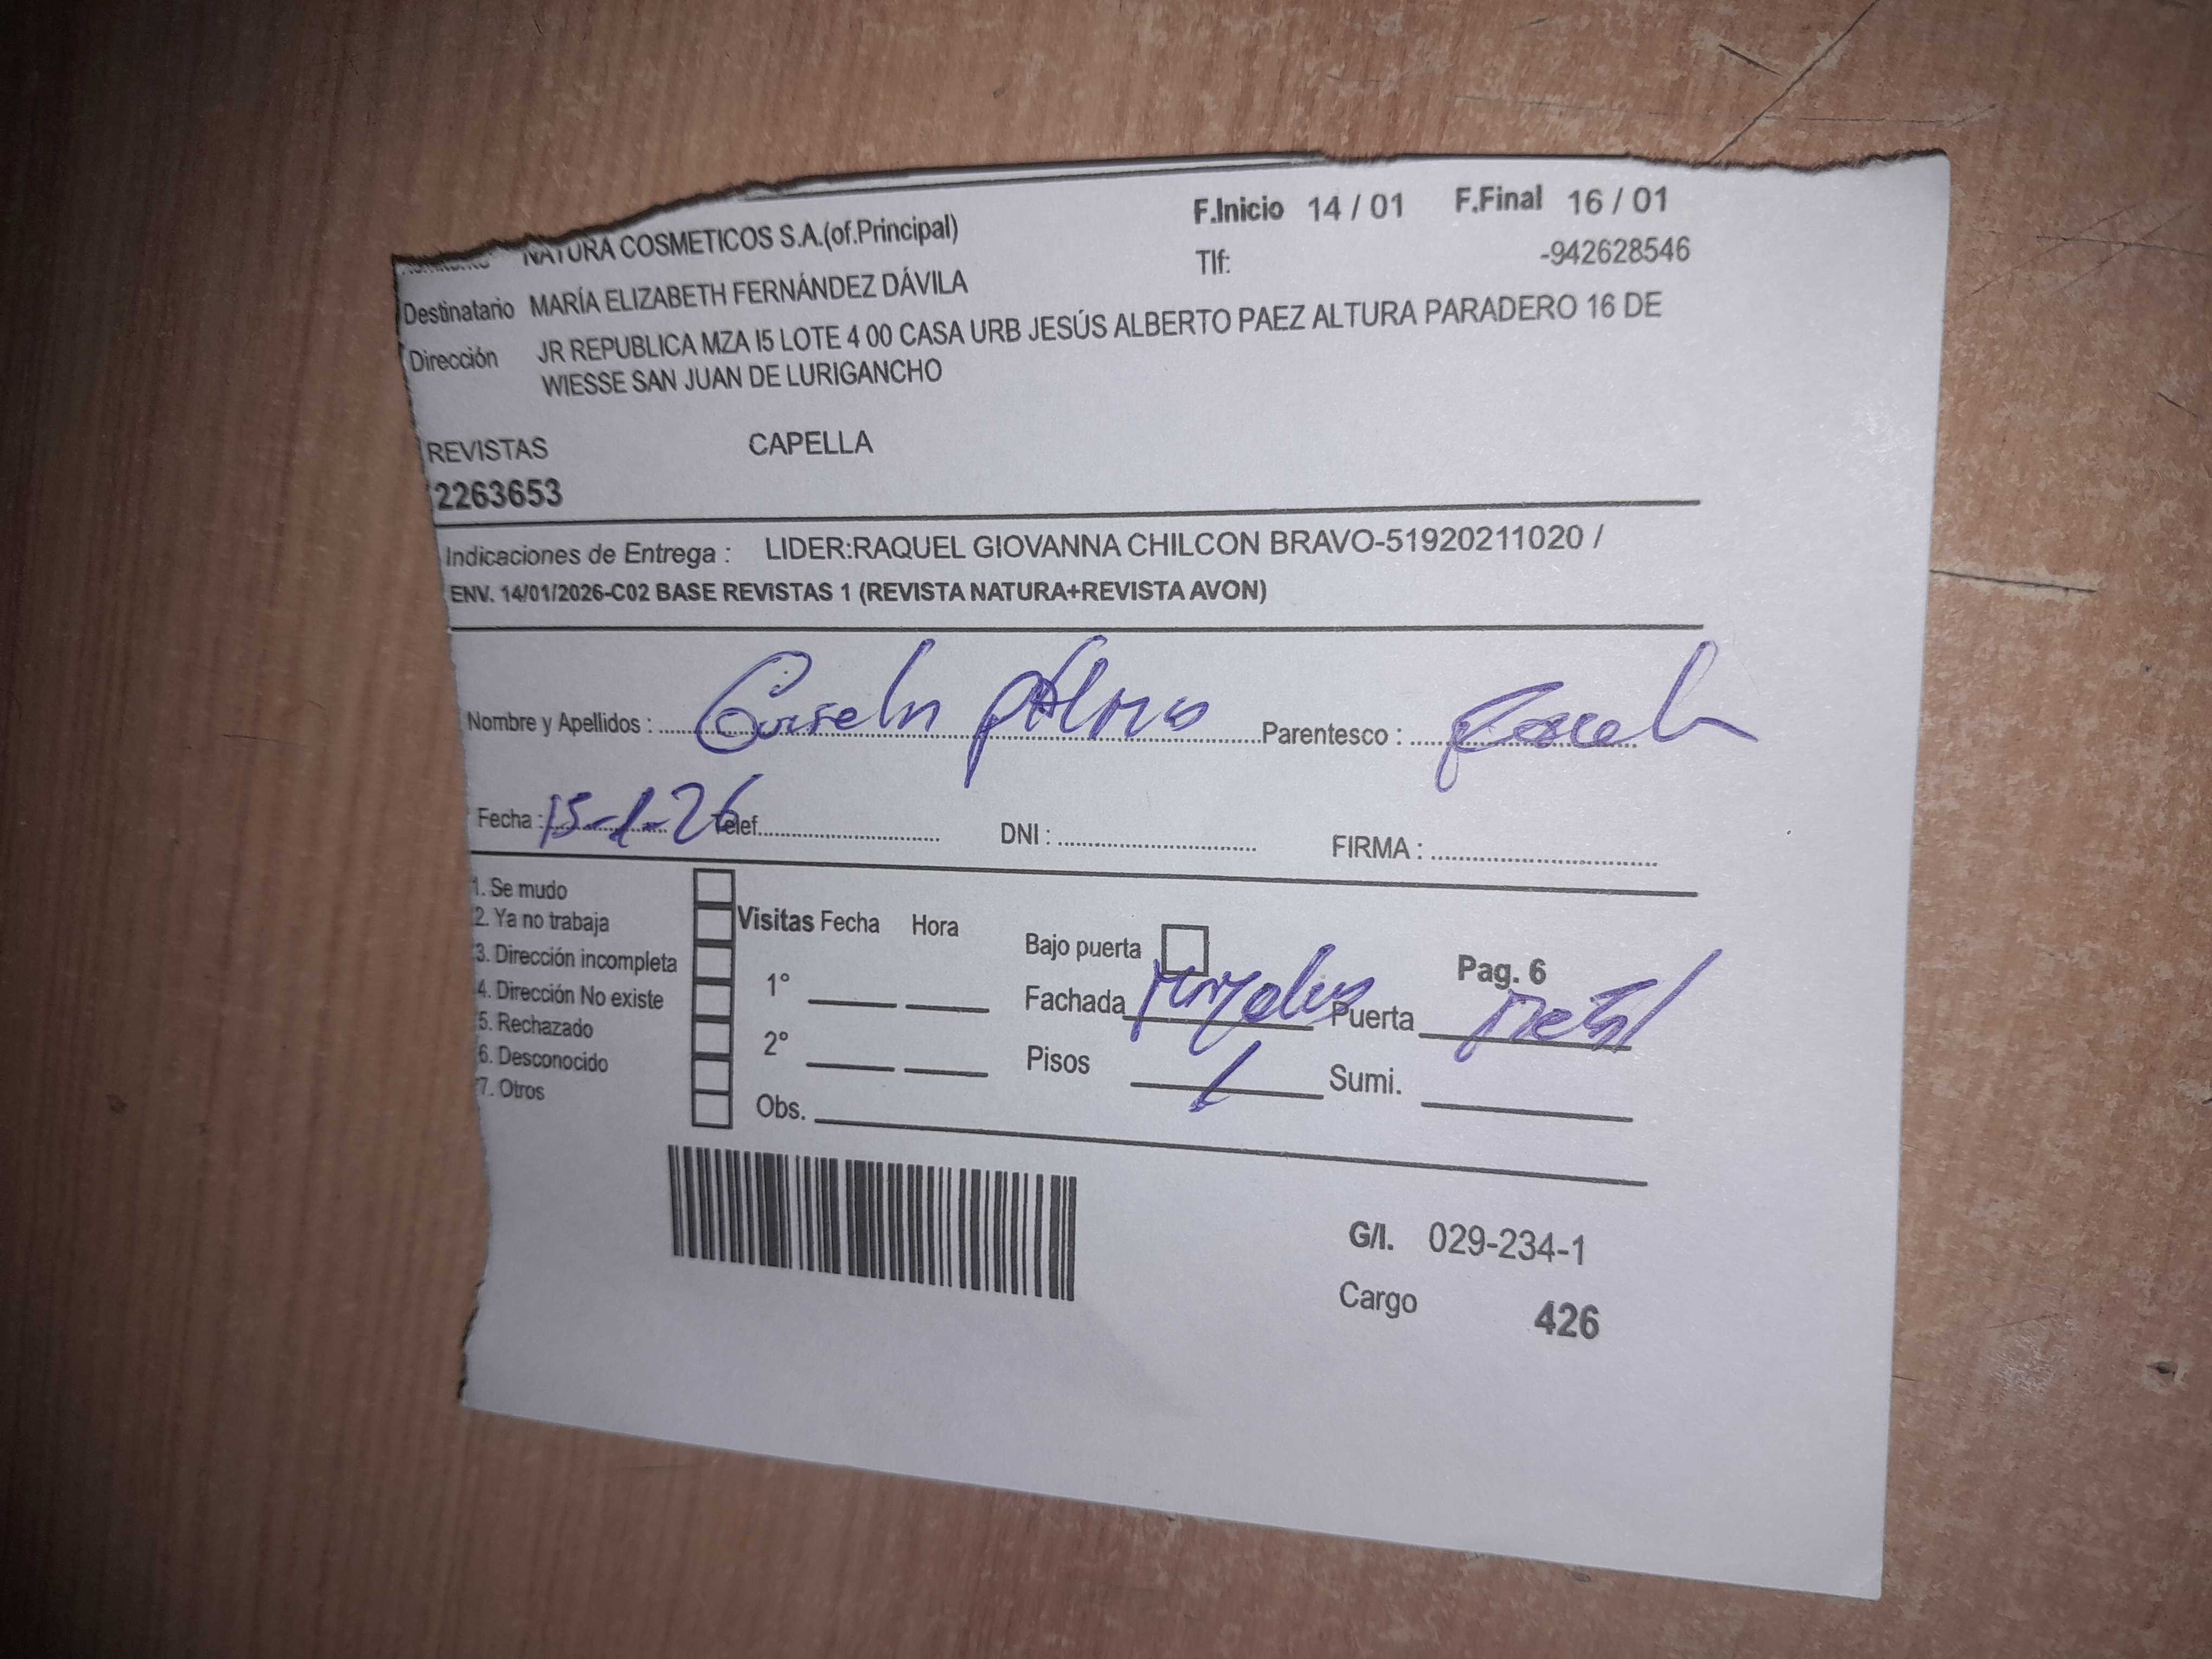 NATURA COSMETICOS S.A.(of.Principal) F.Inicio 14 / 01 F.Final 16 / 01
Destinatario MARÍA ELIZABETH FERNÁNDEZ DÁVILA Tlf: -942628546
Dirección JR REPUBLICA MZA I5 LOTE 4 00 CASA URB JESÚS ALBERTO PAEZ ALTURA PARADERO 16 DE
WIESSE SAN JUAN DE LURIGANCHO
REVISTAS CAPELLA
2263653
Indicaciones de Entrega : LIDER:RAQUEL GIOVANNA CHILCON BRAVO-51920211020 /
ENV. 14/01/2026-C02 BASE REVISTAS 1 (REVISTA NATURA+REVISTA AVON)
Nombre y Apellidos : Parentesco :
Fecha : 15-1-26 Telef. DNI : FIRMA :
1. Se mudo
2. Ya no trabaja
3. Dirección incompleta
4. Dirección No existe
5. Rechazado
6. Desconocido
7. Otros
Visitas Fecha Hora
1°
2°
Obs.
Bajo puerta Pag. 6
Fachada Puerta metal
Pisos 1 Sumi.
G/I. 029-234-1
Cargo 426